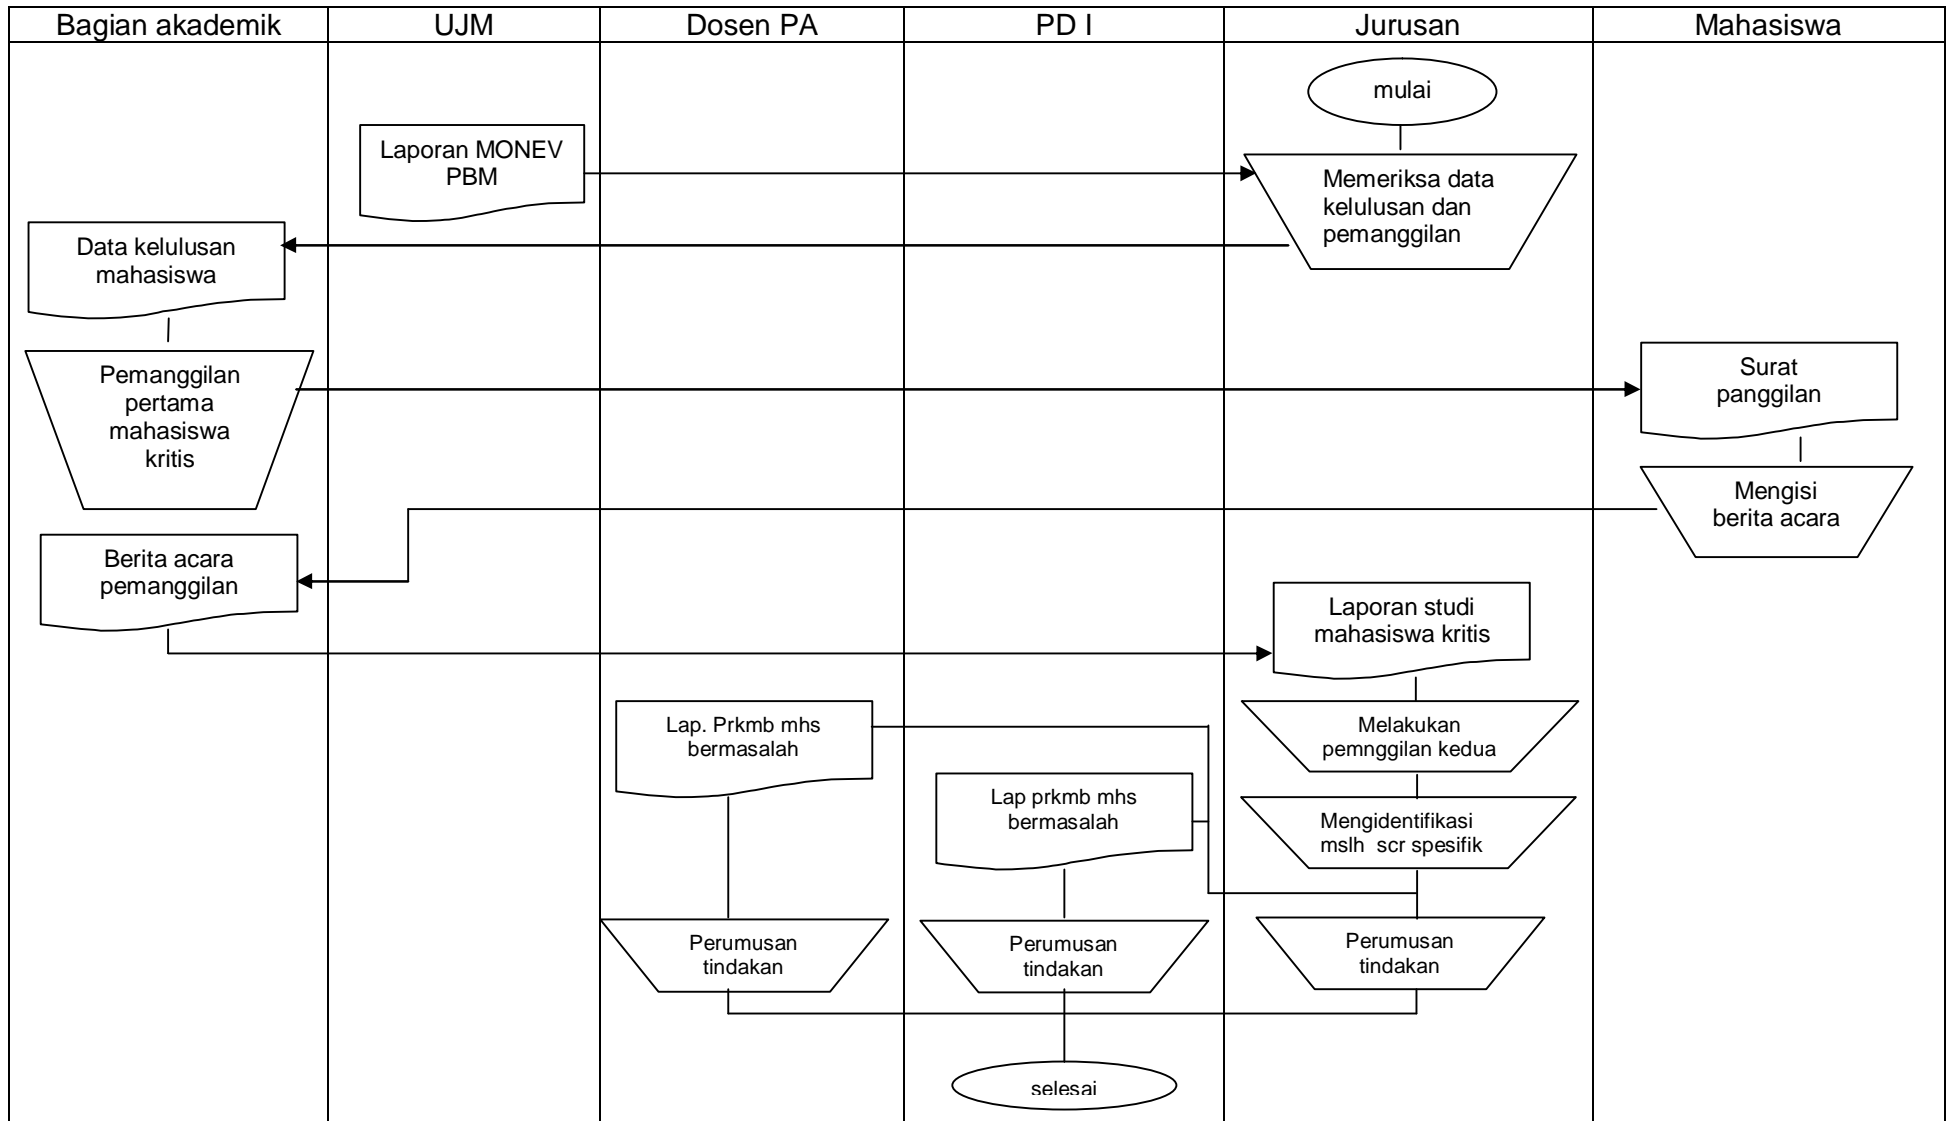 Bagian akademik
UJM
Dosen PA
PD I
Jurusan
Mahasiswa
mulai
Laporan MONEV
PBM
Memeriksa data
kelulusan dan
pemanggilan
Data kelulusan
mahasiswa
Pemanggilan
pertama
mahasiswa
kritis
Surat
panggilan
Mengisi
berita acara
Berita acara
pemanggilan
Laporan studi
mahasiswa kritis
Lap. Prkmb mhs
bermasalah
Melakukan
pemnggilan kedua
Lap prkmb mhs
bermasalah
Mengidentifikasi
mslh scr spesifik
Perumusan
tindakan
Perumusan
tindakan
Perumusan
tindakan
selesai